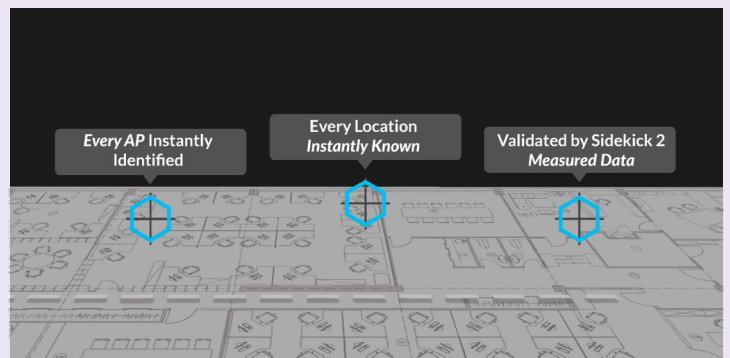 Every AP Instantly
Identified
Every Location
Instantly Known
Validated by Sidekick 2
Measured Data